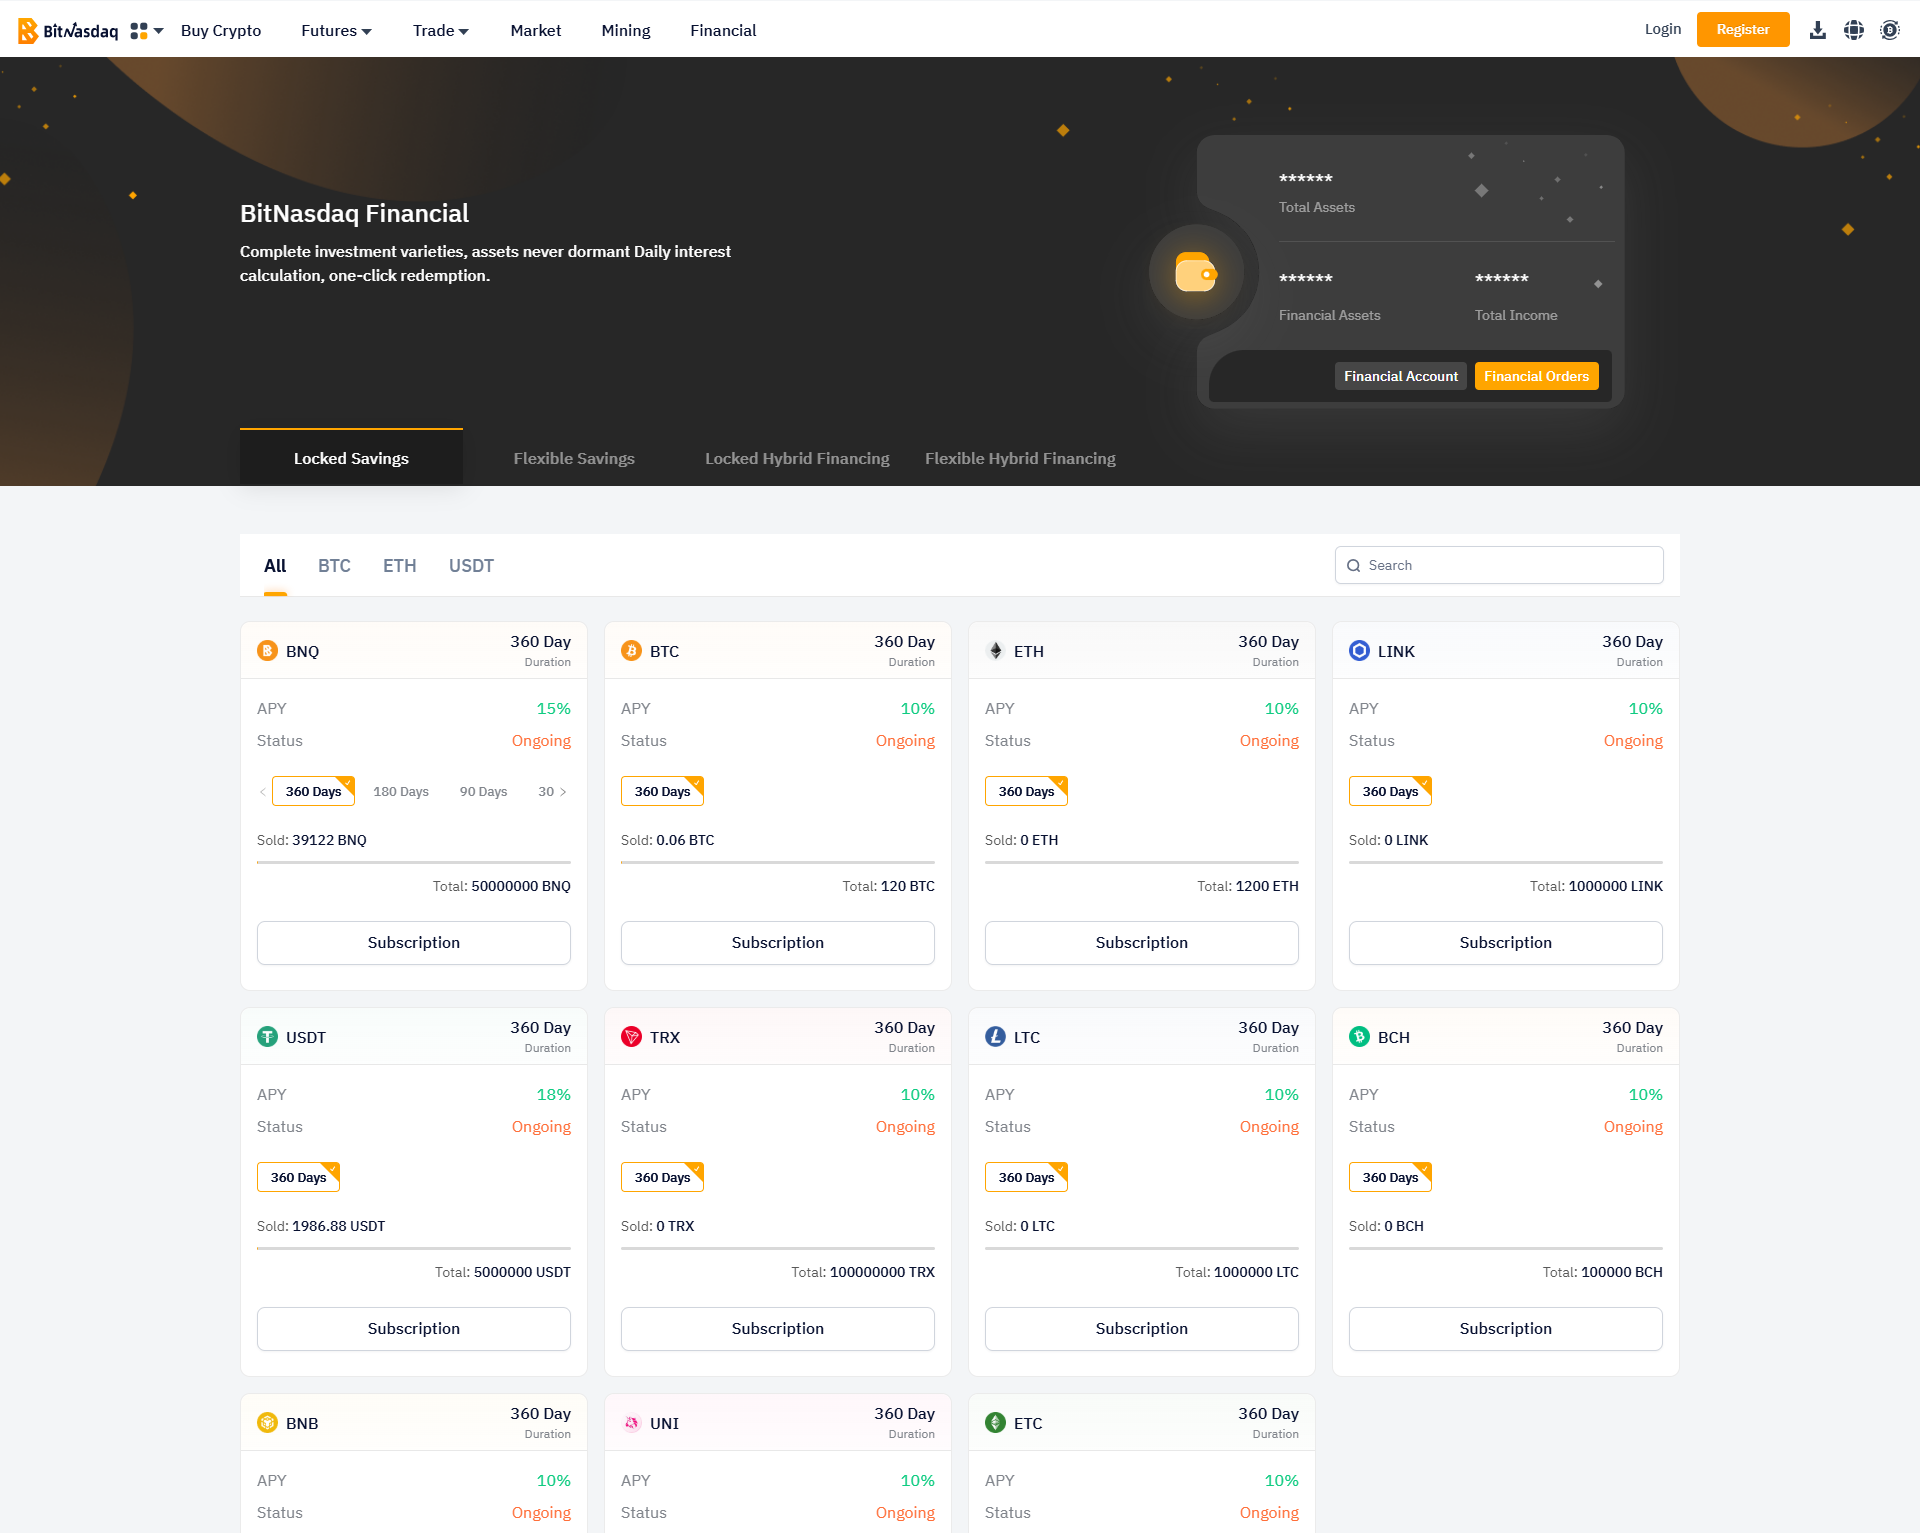 BitNasdaq
Buy Crypto
Futures
Trade
Market
Mining
Financial
Login
Register
BitNasdaq Financial
Complete investment varieties, assets never dormant Daily interest
calculation, one-click redemption.
******
Total Assets
******
******
Financial Assets
Total Income
Financial Account
Financial Orders
Locked Savings
Flexible Savings
Locked Hybrid Financing
Flexible Hybrid Financing
All
BTC
ETH
USDT
Search
BNQ
360 Day
Duration
APY
15%
Status
Ongoing
360 Days
180 Days
90 Days
30
Sold: 39122 BNQ
Total: 50000000 BNQ
Subscription
BTC
360 Day
Duration
APY
10%
Status
Ongoing
360 Days
Sold: 0.06 BTC
Total: 120 BTC
Subscription
ETH
360 Day
Duration
APY
10%
Status
Ongoing
360 Days
Sold: 0 ETH
Total: 1200 ETH
Subscription
LINK
360 Day
Duration
APY
10%
Status
Ongoing
360 Days
Sold: 0 LINK
Total: 1000000 LINK
Subscription
USDT
360 Day
Duration
APY
18%
Status
Ongoing
360 Days
Sold: 1986.88 USDT
Total: 5000000 USDT
Subscription
TRX
360 Day
Duration
APY
10%
Status
Ongoing
360 Days
Sold: 0 TRX
Total: 100000000 TRX
Subscription
LTC
360 Day
Duration
APY
10%
Status
Ongoing
360 Days
Sold: 0 LTC
Total: 1000000 LTC
Subscription
BCH
360 Day
Duration
APY
10%
Status
Ongoing
360 Days
Sold: 0 BCH
Total: 100000 BCH
Subscription
BNB
360 Day
Duration
APY
10%
Status
Ongoing
UNI
360 Day
Duration
APY
10%
Status
Ongoing
ETC
360 Day
Duration
APY
10%
Status
Ongoing